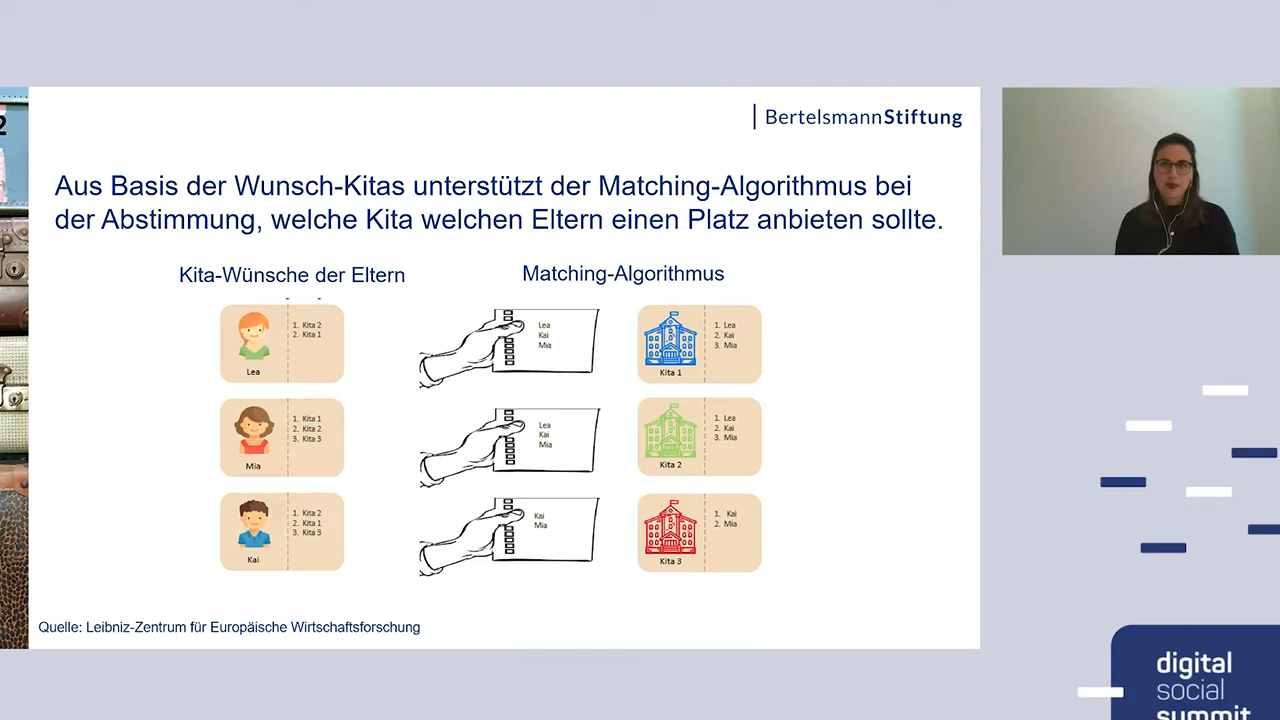 2
BertelsmannStiftung
Aus Basis der Wunsch-Kitas unterstützt der Matching-Algorithmus bei
der Abstimmung, welche Kita welchen Eltern einen Platz anbieten sollte.
Kita-Wünsche der Eltern
Matching-Algorithmus
Lea
1. Kita 2
2. Kita 1
Lea
Kai
Mia
Kita 1
1. Lea
2. Kai
3. Mia
Mia
1. Kita 1
2. Kita 2
3. Kita 3
Lea
Kai
Mia
Kita 2
1. Lea
2. Kai
3. Mia
Kai
1. Kita 2
2. Kita 1
3. Kita 3
Kai
Mia
Kita 3
1. Kai
2. Mia
Quelle: Leibniz-Zentrum für Europäische Wirtschaftsforschung
digital
social
summit